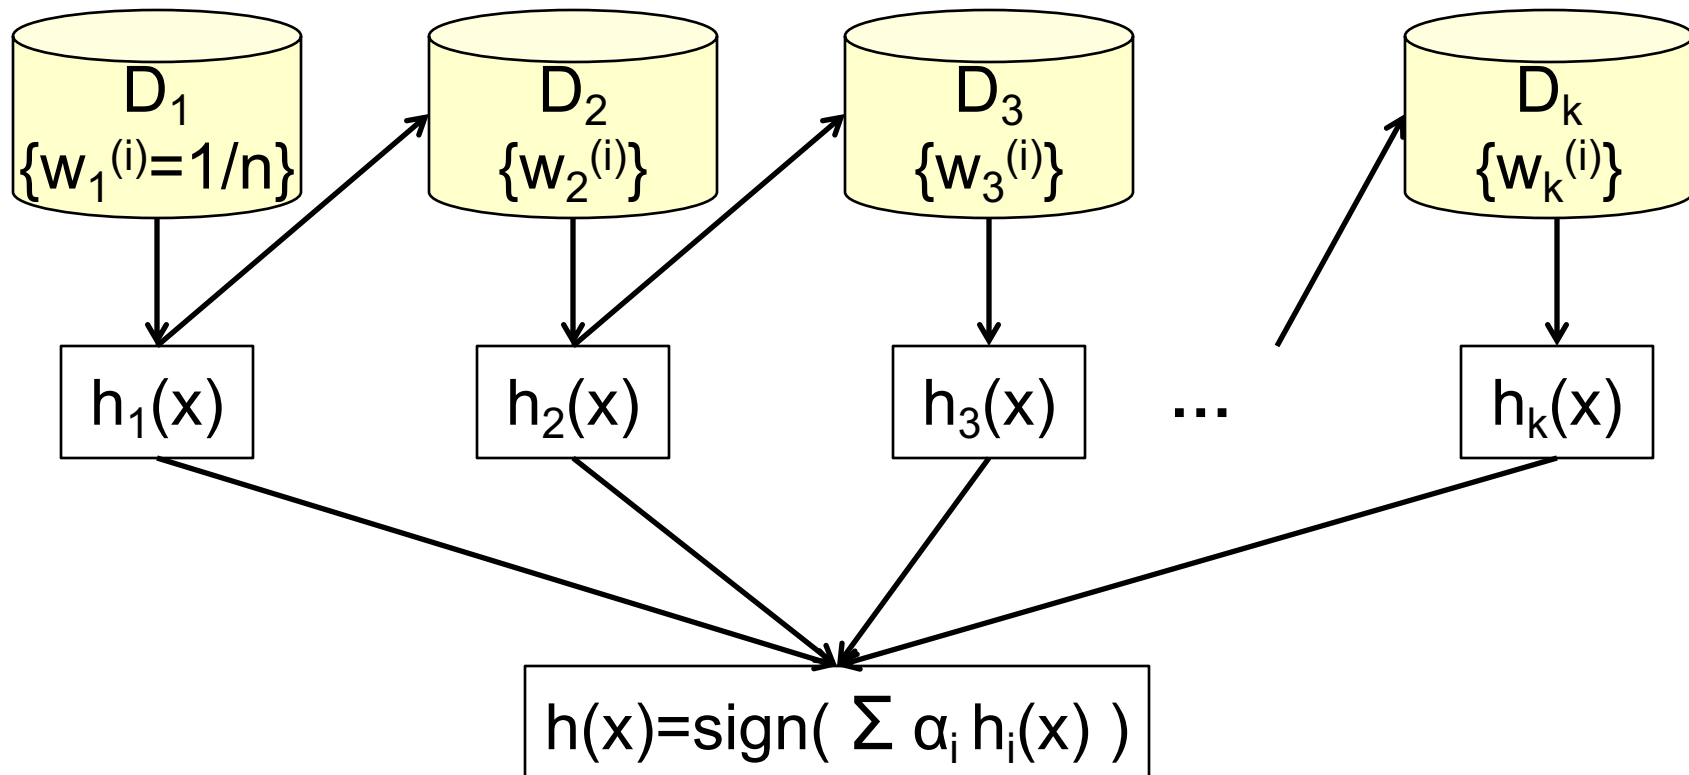 D₁
{w₁⁽ⁱ⁾=1/n}
D₂
{w₂⁽ⁱ⁾}
D₃
{w₃⁽ⁱ⁾}
Dₖ
{wₖ⁽ⁱ⁾}
h₁(x)
h₂(x)
h₃(x)
...
hₖ(x)
h(x)=sign( Σ αᵢ hᵢ(x) )